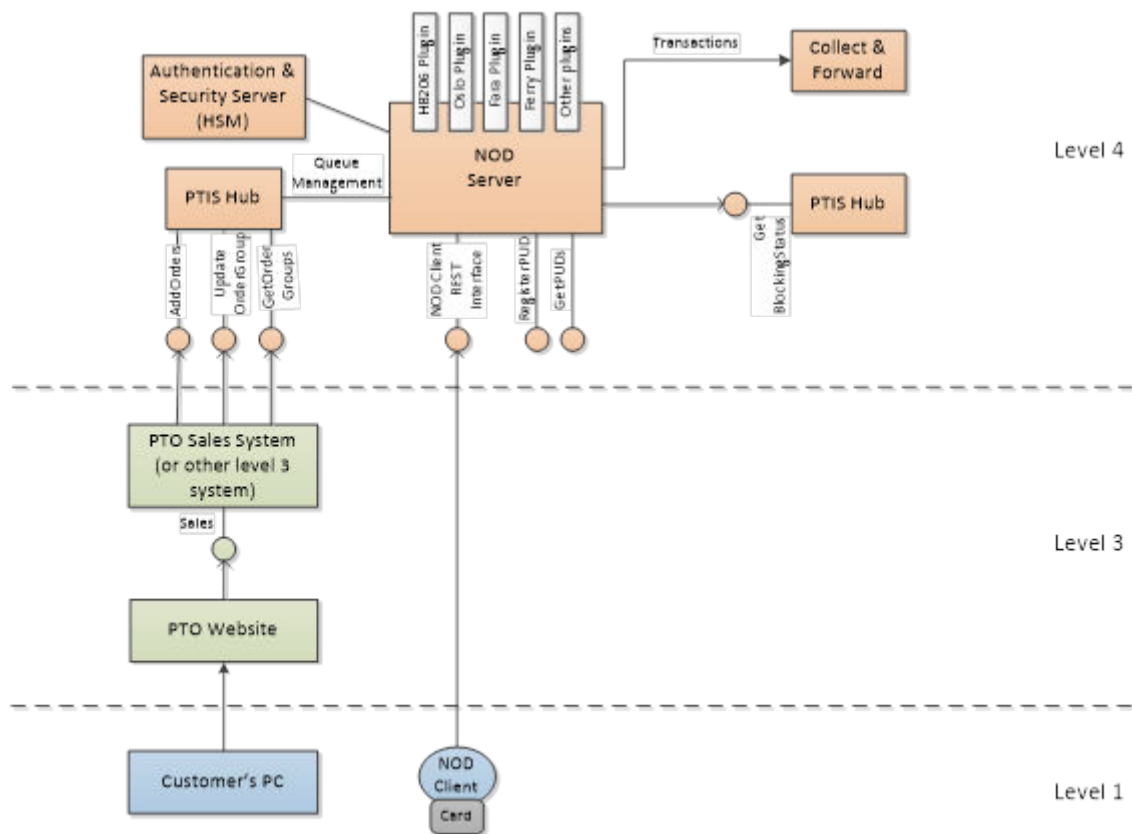 HB206 Plugin
Oslo Plugin
Fara Plugin
Ferry Plugin
Other plugins
Authentication &
Security Server
(HSM)
NOD
Server
Transactions
Collect &
Forward
Level 4
Queue
Management
PTIS Hub
PTIS Hub
AddOrders
Update
OrderGroup
GetOrder
Groups
NODClient
REST
Interface
RegisterPUD
GetPUDs
Get
BlockingStatus
PTO Sales System
(or other level 3
system)
Sales
Level 3
PTO Website
Customer's PC
NOD
Client
Card
Level 1